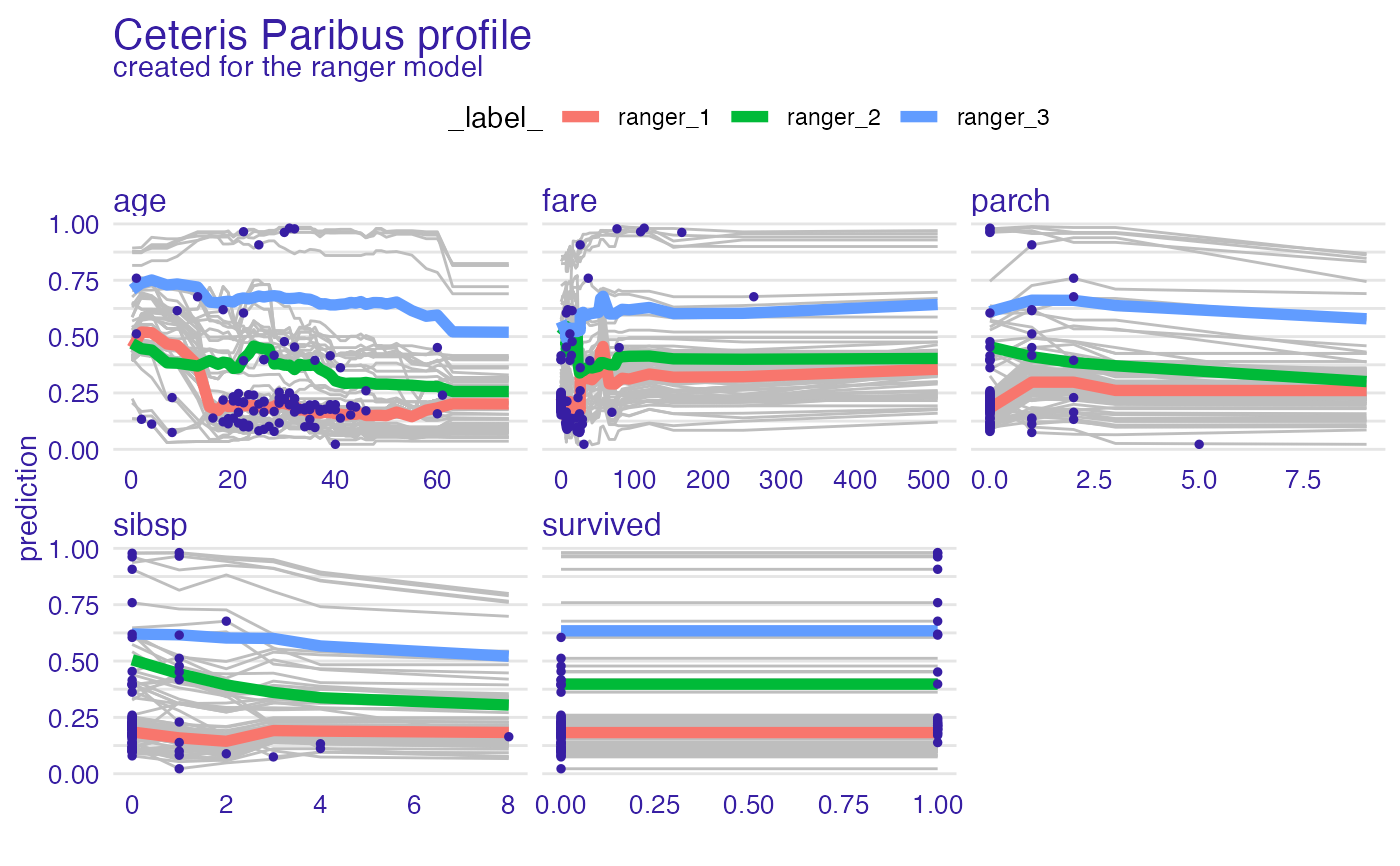 Ceteris Paribus profile
created for the ranger model
_label_ ranger_1 ranger_2 ranger_3
age fare parch
1.00
0.75
0.50
0.25
0.00
0 20 40 60 0 100 200 300 400 500 0.0 2.5 5.0 7.5
prediction
sibsp survived
1.00
0.75
0.50
0.25
0.00
0 2 4 6 8 0.00 0.25 0.50 0.75 1.00